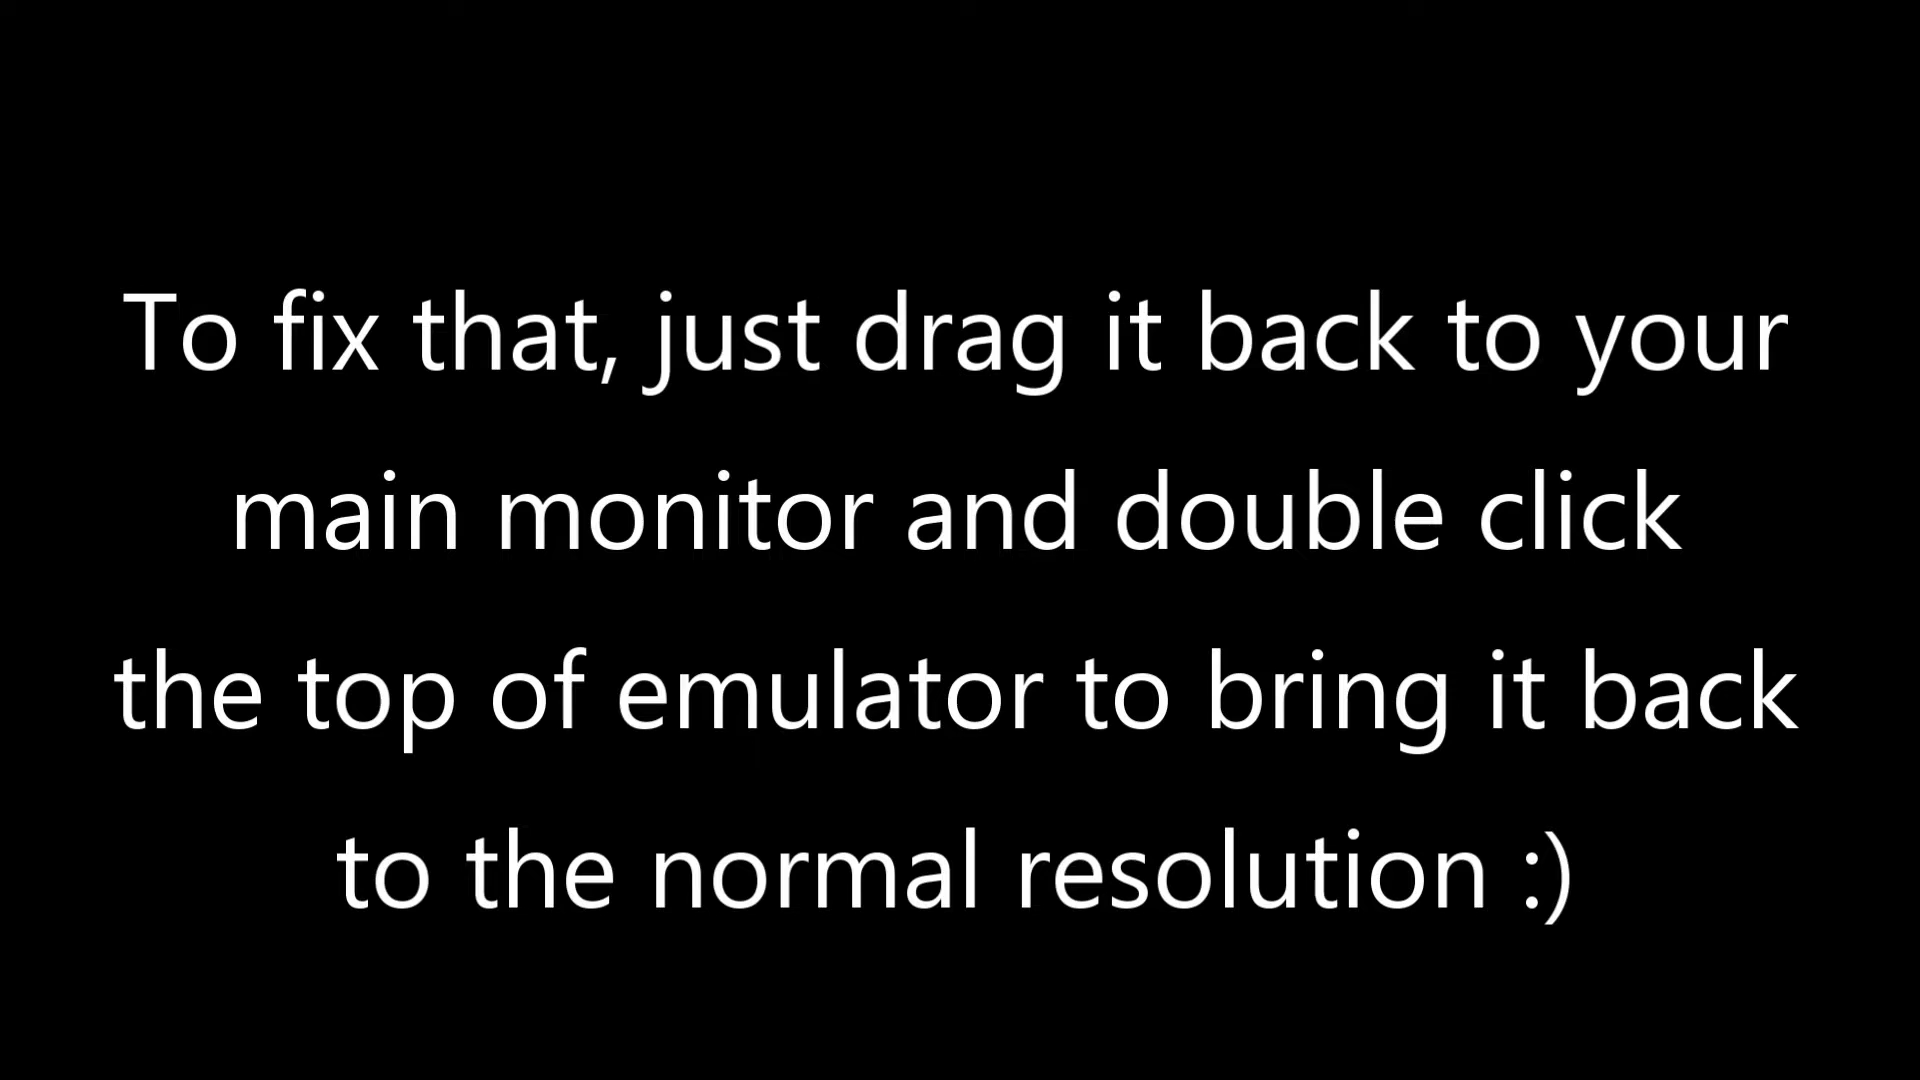 To fix that, just drag it back to your
main monitor and double click
the top of emulator to bring it back
to the normal resolution :)